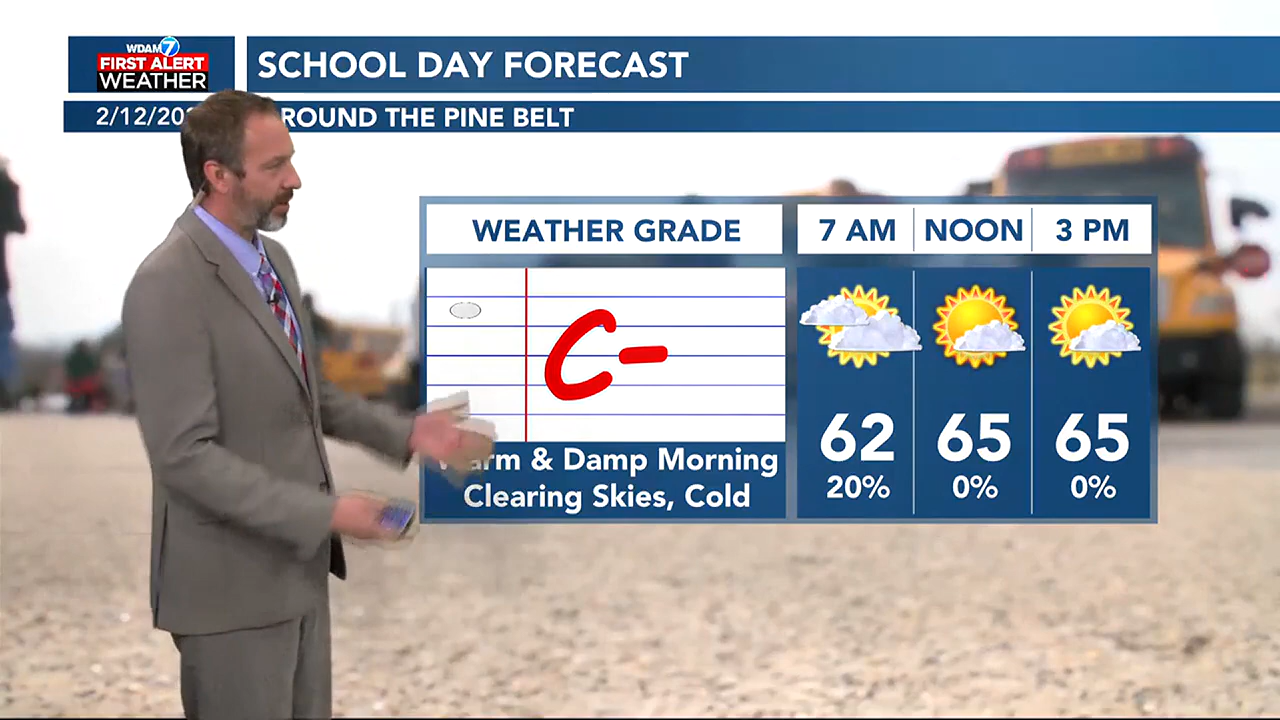 WDAM 7
FIRST ALERT
WEATHER
SCHOOL DAY FORECAST
2/12/20
ROUND THE PINE BELT
WEATHER GRADE
7 AM NOON 3 PM
C-
62 65 65
20% 0% 0%
& Damp Morning
Clearing Skies, Cold